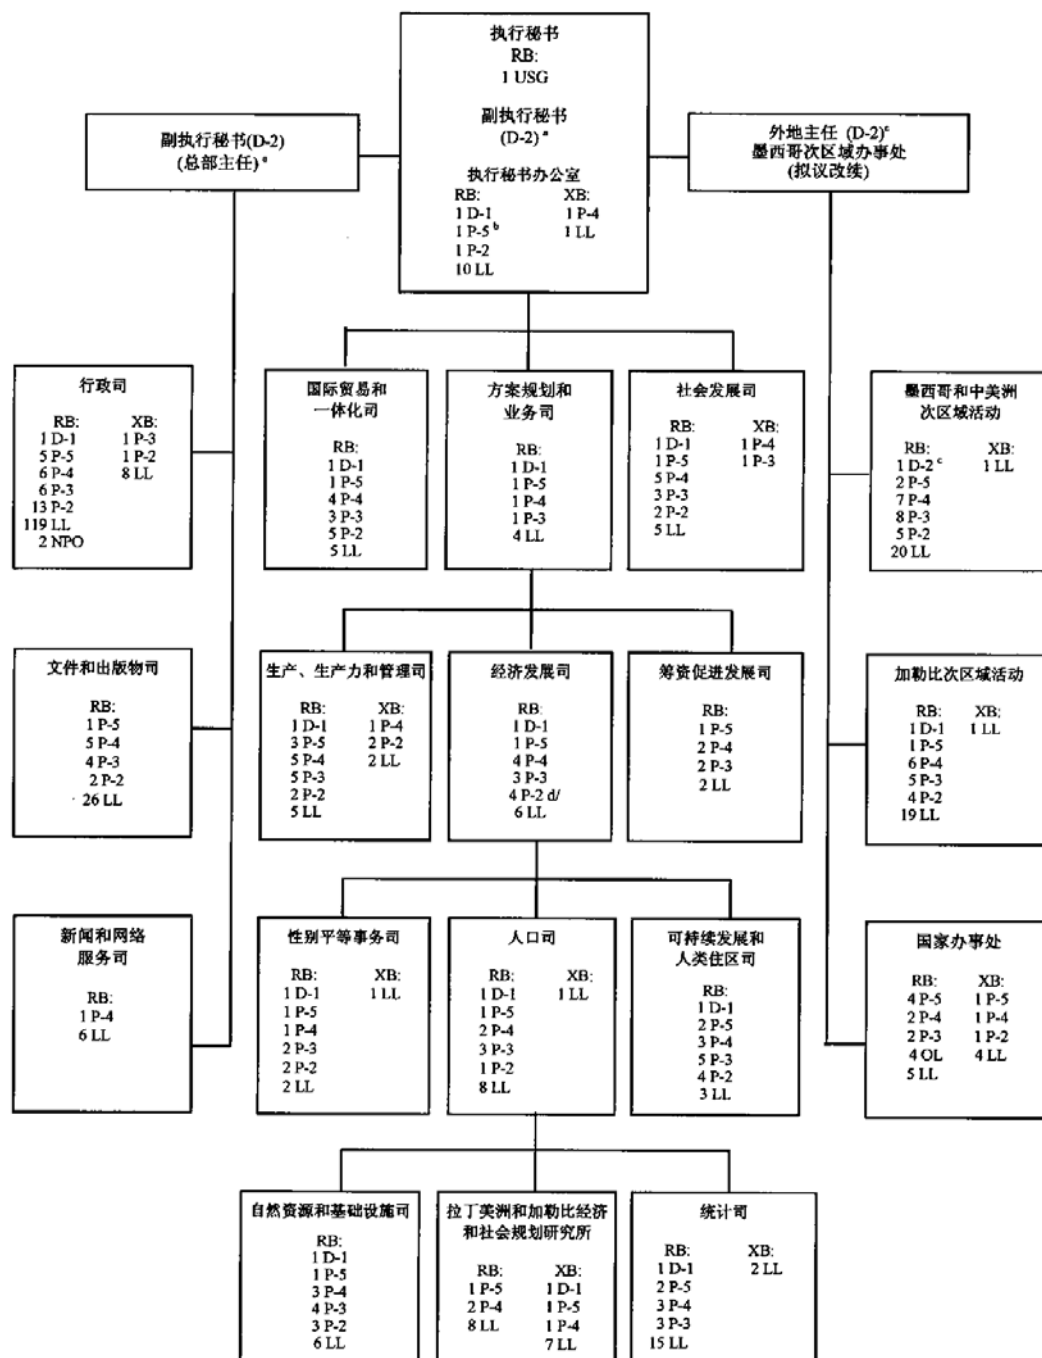 执行秘书
RB:
1 USG
副执行秘书
(D-2) a
执行秘书办公室
RB: XB:
1 D-1 1 P-4
1 P-5 b 1 LL
1 P-2
10 LL
副执行秘书(D-2)
(总部主任) a
外地主任 (D-2)c
墨西哥次区域办事处
(拟议改续)
行政司
RB: XB:
1 D-1 1 P-3
5 P-5 1 P-2
6 P-4 8 LL
6 P-3
13 P-2
119 LL
2 NPO
国际贸易和
一体化司
RB:
1 D-1
1 P-5
4 P-4
3 P-3
5 P-2
5 LL
方案规划和
业务司
RB:
1 D-1
1 P-5
1 P-4
1 P-3
4 LL
社会发展司
RB: XB:
1 D-1 1 P-4
1 P-5 1 P-3
5 P-4
3 P-3
2 P-2
5 LL
墨西哥和中美洲
次区域活动
RB: XB:
1 D-2 c 1 LL
2 P-5
7 P-4
8 P-3
5 P-2
20 LL
文件和出版物司
RB:
1 P-5
5 P-4
4 P-3
2 P-2
26 LL
生产、生产力和管理司
RB: XB:
1 D-1 1 P-4
3 P-5 2 P-2
5 P-4 2 LL
5 P-3
2 P-2
5 LL
经济发展司
RB:
1 D-1
1 P-5
4 P-4
3 P-3
4 P-2 d/
6 LL
筹资促进发展司
RB:
1 P-5
2 P-4
2 P-3
2 LL
加勒比次区域活动
RB: XB:
1 D-1 1 LL
1 P-5
6 P-4
5 P-3
4 P-2
19 LL
新闻和网络
服务司
RB:
1 P-4
6 LL
性别平等事务司
RB: XB:
1 D-1 1 LL
1 P-5
1 P-4
2 P-3
2 P-2
2 LL
人口司
RB: XB:
1 D-1 1 LL
1 P-5
2 P-4
3 P-3
1 P-2
8 LL
可持续发展和
人类住区司
RB:
1 D-1
2 P-5
3 P-4
5 P-3
4 P-2
3 LL
国家办事处
RB: XB:
4 P-5 1 P-5
2 P-4 1 P-4
2 P-3 1 P-2
4 OL 4 LL
5 LL
自然资源和基础设施司
RB:
1 D-1
1 P-5
3 P-4
4 P-3
3 P-2
6 LL
拉丁美洲和加勒比经济
和社会规划研究所
RB: XB:
1 P-5 1 D-1
2 P-4 1 P-5
8 LL 1 P-4
7 LL
统计司
RB: XB:
1 D-1 2 LL
2 P-5
3 P-4
3 P-3
15 LL